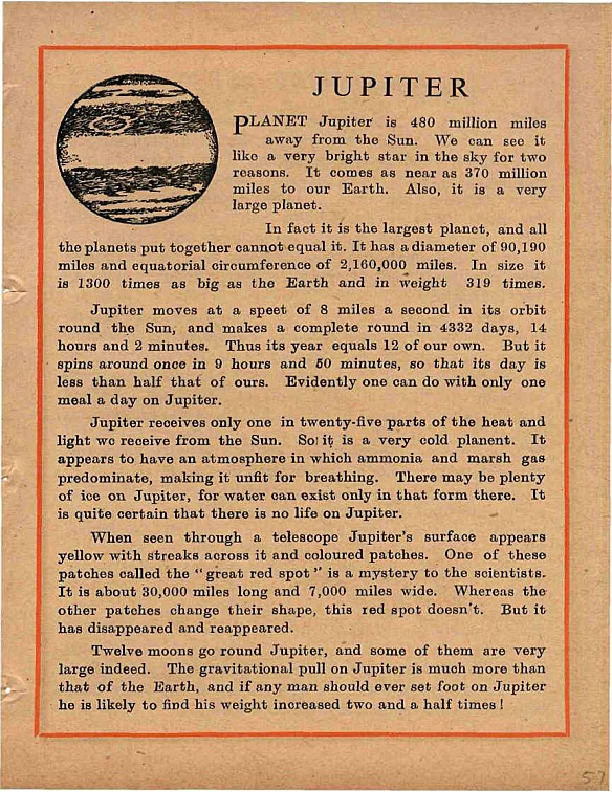 JUPITER
PLANET Jupiter is 480 million miles
away from the Sun. We can see it
like a very bright star in the sky for two
reasons. It comes as near as 370 million
miles to our Earth. Also, it is a very
large planet.
In fact it is the largest planet, and all
the planets put together cannot equal it. It has a diameter of 90,190
miles and equatorial circumference of 2,160,000 miles. In size it
is 1300 times as big as the Earth and in weight 319 times.
Jupiter moves at a speet of 8 miles a second in its orbit
round the Sun, and makes a complete round in 4332 days, 14
hours and 2 minutes. Thus its year equals 12 of our own. But it
spins around once in 9 hours and 50 minutes, so that its day is
less than half that of ours. Evidently one can do with only one
meal a day on Jupiter.
Jupiter receives only one in twenty-five parts of the heat and
light we receive from the Sun. So it is a very cold planent. It
appears to have an atmosphere in which ammonia and marsh gas
predominate, making it unfit for breathing. There may be plenty
of ice on Jupiter, for water can exist only in that form there. It
is quite certain that there is no life on Jupiter.
When seen through a telescope Jupiter's surface appears
yellow with streaks across it and coloured patches. One of these
patches called the "great red spot" is a mystery to the scientists.
It is about 30,000 miles long and 7,000 miles wide. Whereas the
other patches change their shape, this red spot doesn't. But it
has disappeared and reappeared.
Twelve moons go round Jupiter, and some of them are very
large indeed. The gravitational pull on Jupiter is much more than
that of the Earth, and if any man should ever set foot on Jupiter
he is likely to find his weight increased two and a half times!
57